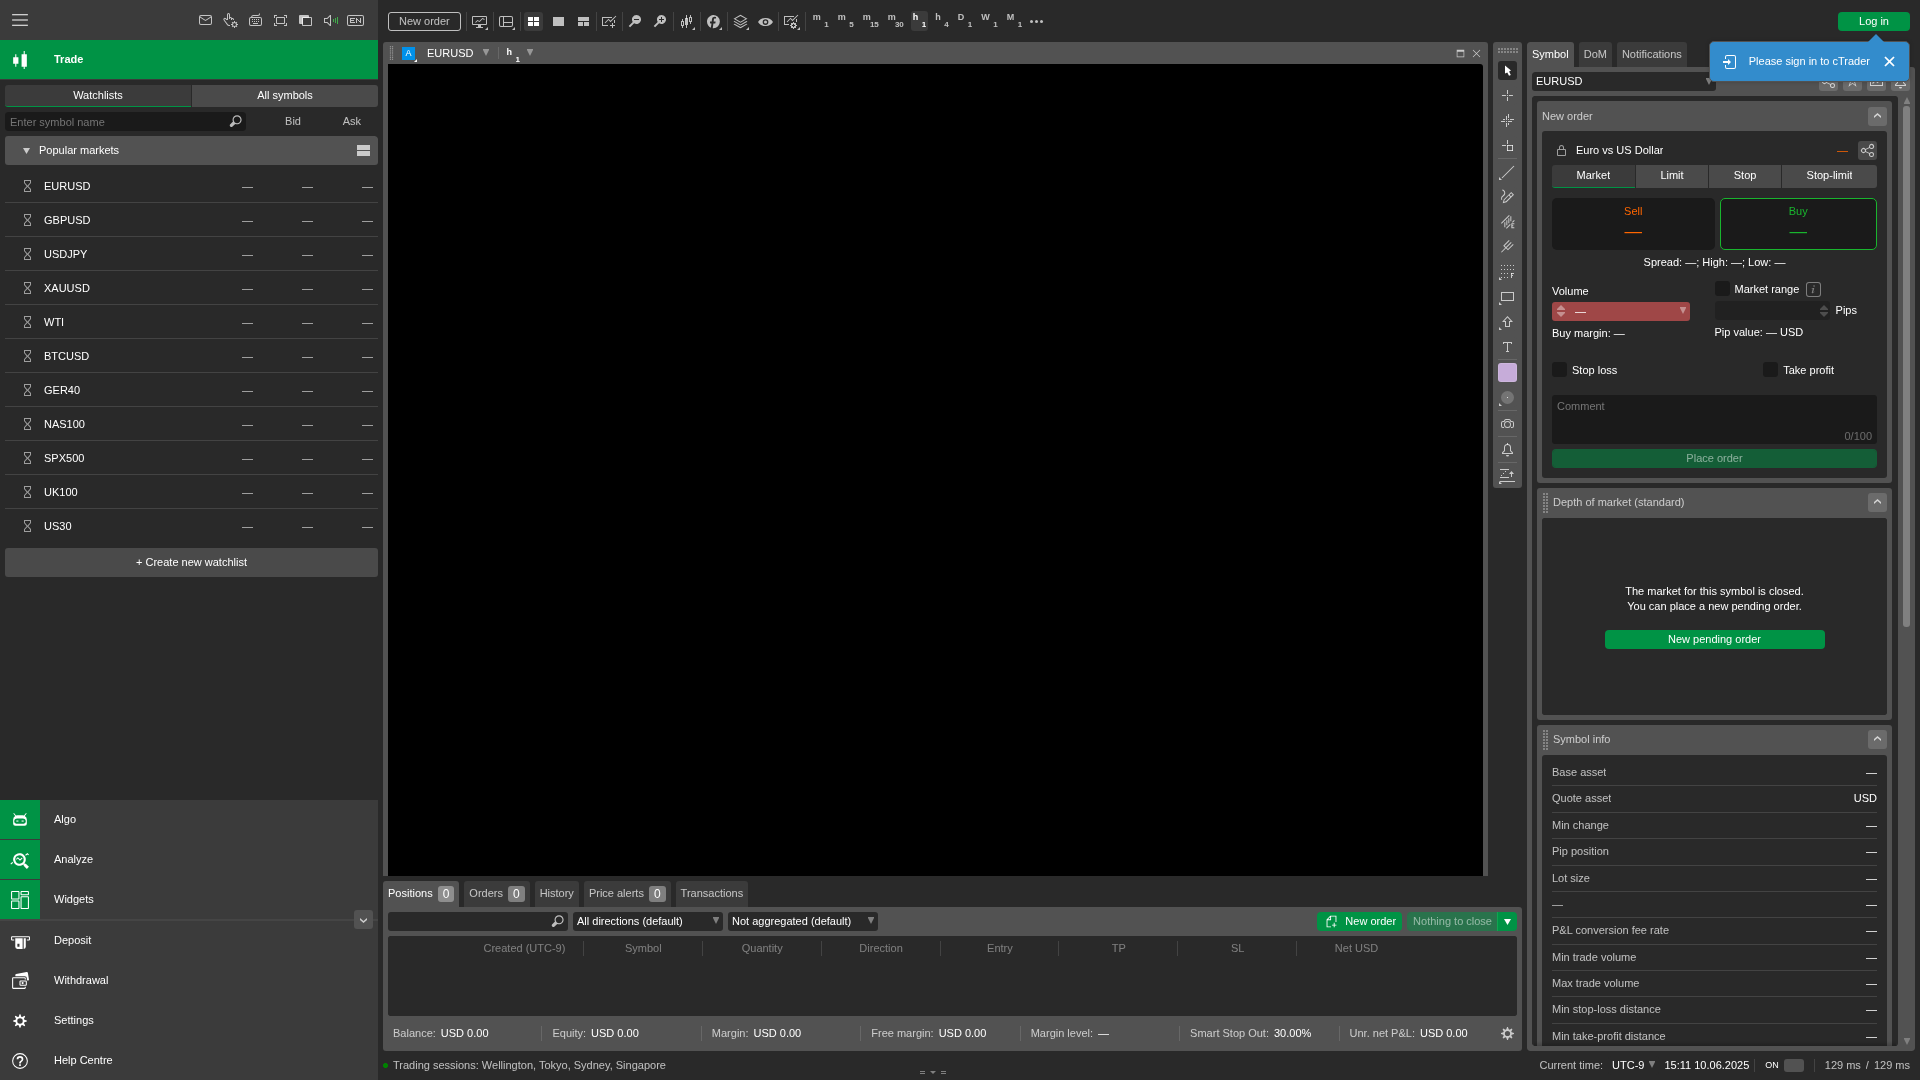 EN
New order
m1 m5 m15 m30 h1 h4 D1 W1 M1
Log in
Trade
Please sign in to cTrader
Watchlists All symbols
Enter symbol name Bid Ask
Popular markets
EURUSD — — —
GBPUSD — — —
USDJPY — — —
XAUUSD — — —
WTI — — —
BTCUSD — — —
GER40 — — —
NAS100 — — —
SPX500 — — —
UK100 — — —
US30 — — —
+ Create new watchlist
Algo
Analyze
Widgets
Deposit
Withdrawal
Settings
Help Centre
A EURUSD h1
T
Positions 0 Orders 0 History Price alerts 0 Transactions
All directions (default) Not aggregated (default) New order Nothing to close
Created (UTC-9) Symbol Quantity Direction Entry TP SL Net USD
Balance: USD 0.00 Equity: USD 0.00 Margin: USD 0.00 Free margin: USD 0.00 Margin level: — Smart Stop Out: 30.00% Unr. net P&L: USD 0.00
Trading sessions: Wellington, Tokyo, Sydney, Singapore
Symbol DoM Notifications
EURUSD
New order
Euro vs US Dollar —
Market Limit Stop Stop-limit
Sell Buy
— —
Spread: —; High: —; Low: —
Volume Market range i
— Pips
Buy margin: — Pip value: — USD
Stop loss Take profit
Comment
0/100
Place order
Depth of market (standard)
The market for this symbol is closed.
You can place a new pending order.
New pending order
Symbol info
Base asset —
Quote asset USD
Min change —
Pip position —
Lot size —
— —
P&L conversion fee rate —
Min trade volume —
Max trade volume —
Min stop-loss distance —
Min take-profit distance —
Current time: UTC-9 15:11 10.06.2025 ON 129 ms / 129 ms